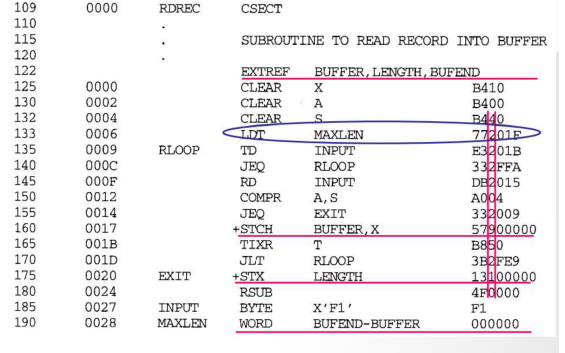 109 0000 RDREC CSECT
110 .
115 . SUBROUTINE TO READ RECORD INTO BUFFER
120 .
122 EXTREF BUFFER,LENGTH,BUFEND
125 0000 CLEAR X B410
130 0002 CLEAR A B400
132 0004 CLEAR S B440
133 0006 LDT MAXLEN 77201F
135 0009 RLOOP TD INPUT E3201B
140 000C JEQ RLOOP 332FFA
145 000F RD INPUT DB2015
150 0012 COMPR A,S A004
155 0014 JEQ EXIT 332009
160 0017 +STCH BUFFER,X 57900000
165 001B TIXR T B850
170 001D JLT RLOOP 3B2FE9
175 0020 EXIT +STX LENGTH 13100000
180 0024 RSUB 4F0000
185 0027 INPUT BYTE X'F1' F1
190 0028 MAXLEN WORD BUFEND-BUFFER 000000